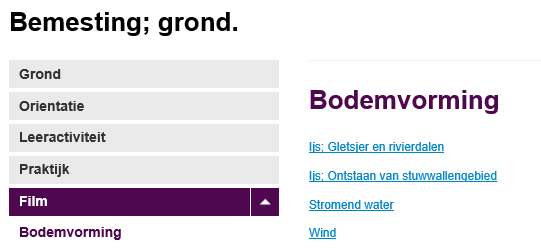 Bemesting; grond.
Grond
Orientatie
Leeractiviteit
Praktijk
Film
Bodemvorming
Bodemvorming
Ijs; Gletsjer en rivierdalen
Ijs; Ontstaan van stuwwallengebied
Stromend water
Wind